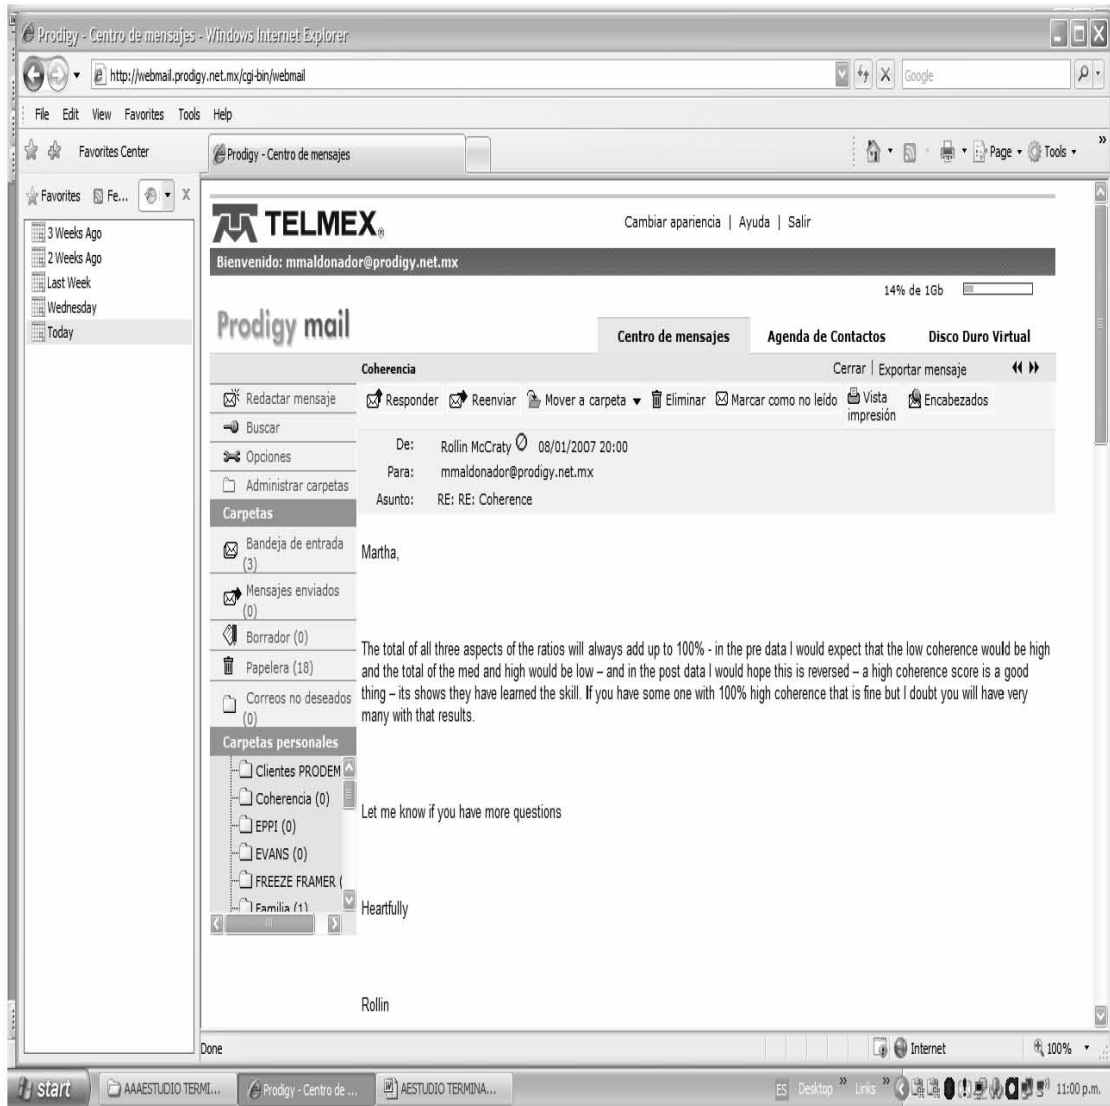 Prodigy - Centro de mensajes - Windows Internet Explorer
http://webmail.prodigy.net.mx/cgi-bin/webmail
Google
File Edit View Favorites Tools Help
Favorites Center
Prodigy - Centro de mensajes
Page Tools
Favorites Fe...
3 Weeks Ago
2 Weeks Ago
Last Week
Wednesday
Today
TELMEX®
Cambiar apariencia | Ayuda | Salir
Bienvenido: mmaldonador@prodigy.net.mx
14% de 1Gb
Prodigy mail
Centro de mensajes Agenda de Contactos Disco Duro Virtual
Coherencia
Cerrar | Exportar mensaje
Redactar mensaje
Buscar
Opciones
Administrar carpetas
Carpetas
Bandeja de entrada
(3)
Mensajes enviados
(0)
Borrador (0)
Papelera (18)
Correos no deseados
(0)
Carpetas personales
Clientes PRODEM
Coherencia (0)
EPPI (0)
EVANS (0)
FREEZE FRAMER (
Familia (1)
Responder Reenviar Mover a carpeta Eliminar Marcar como no leído Vista
impresión Encabezados
De: Rollin McCraty 08/01/2007 20:00
Para: mmaldonador@prodigy.net.mx
Asunto: RE: RE: Coherence
Martha,
The total of all three aspects of the ratios will always add up to 100% - in the pre data I would expect that the low coherence would be high
and the total of the med and high would be low – and in the post data I would hope this is reversed – a high coherence score is a good
thing – its shows they have learned the skill. If you have some one with 100% high coherence that is fine but I doubt you will have very
many with that results.
Let me know if you have more questions
Heartfully
Rollin
Done
Internet
100%
start
AAAESTUDIO TERMI...
Prodigy - Centro de ...
AESTUDIO TERMINA...
ES Desktop » Links »
11:00 p.m.